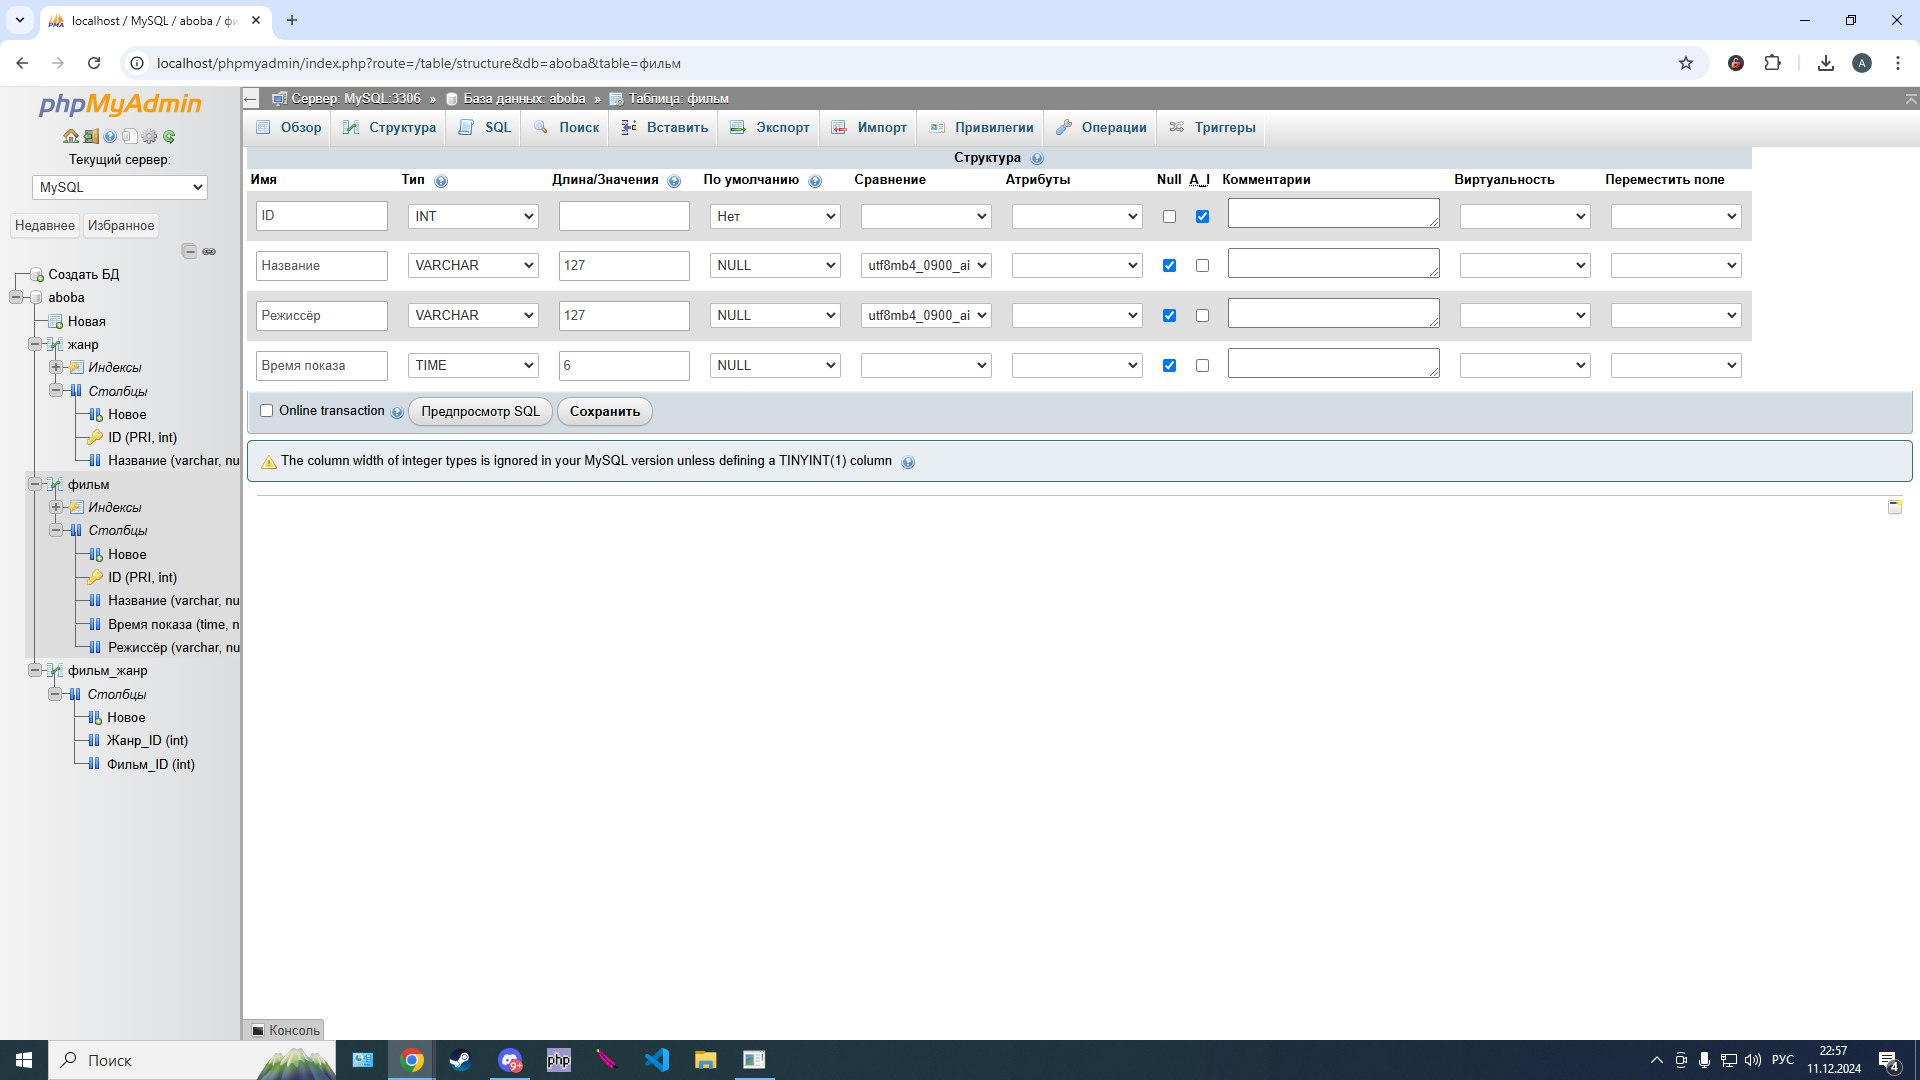 localhost / MySQL / aboba / фи
localhost/phpmyadmin/index.php?route=/table/structure&db=aboba&table=фильм
A
phpMyAdmin
Текущий сервер:
MySQL
Недавнее Избранное
Создать БД
aboba
Новая
жанр
Индексы
Столбцы
Новое
ID (PRI, int)
Название (varchar, nu
фильм
Индексы
Столбцы
Новое
ID (PRI, int)
Название (varchar, nu
Время показа (time, n
Режиссёр (varchar, nu
фильм_жанр
Столбцы
Новое
Жанр_ID (int)
Фильм_ID (int)
Сервер: MySQL:3306 » База данных: aboba » Таблица: фильм
Обзор Структура SQL Поиск Вставить Экспорт Импорт Привилегии Операции Триггеры
Структура
Имя Тип Длина/Значения По умолчанию Сравнение Атрибуты Null A_I Комментарии Виртуальность Переместить поле
ID INT Нет
Название VARCHAR 127 NULL utf8mb4_0900_ai
Режиссёр VARCHAR 127 NULL utf8mb4_0900_ai
Время показа TIME 6 NULL
Online transaction Предпросмотр SQL Сохранить
The column width of integer types is ignored in your MySQL version unless defining a TINYINT(1) column
Консоль
Поиск
9+
php
РУС
22:57
11.12.2024
4